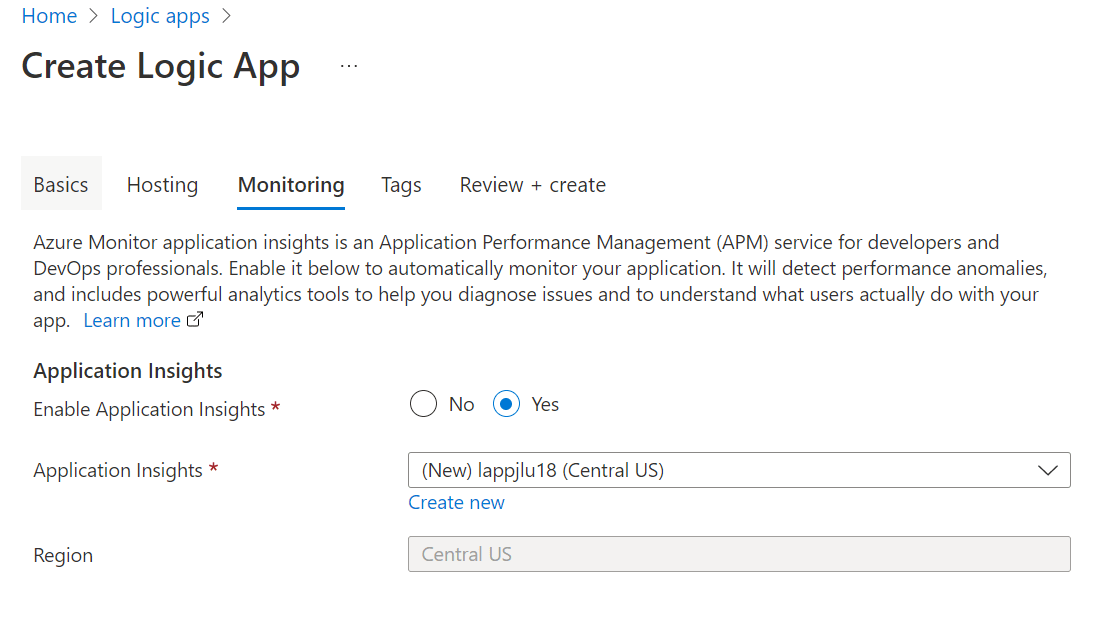 Home > Logic apps >
Create Logic App ...
Basics Hosting Monitoring Tags Review + create
Azure Monitor application insights is an Application Performance Management (APM) service for developers and
DevOps professionals. Enable it below to automatically monitor your application. It will detect performance anomalies,
and includes powerful analytics tools to help you diagnose issues and to understand what users actually do with your
app. Learn more
Application Insights
Enable Application Insights * No Yes
Application Insights * (New) lappjlu18 (Central US)
Create new
Region Central US